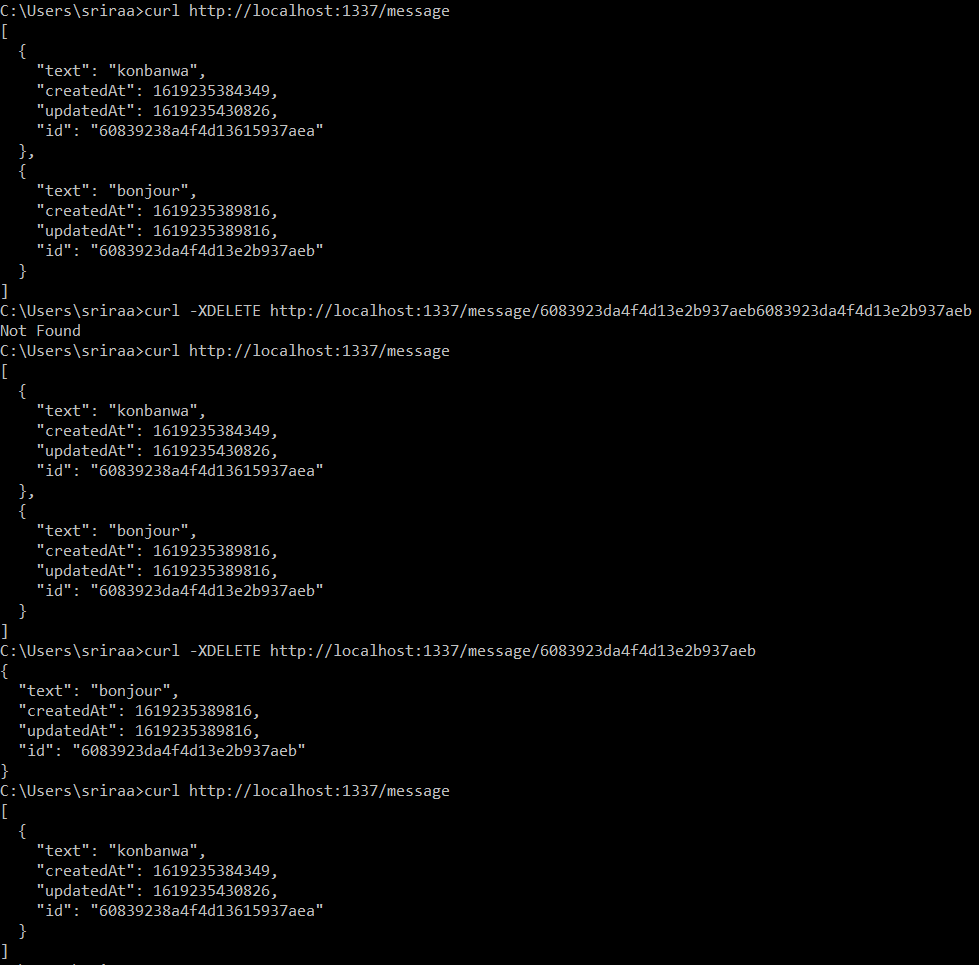 C:\Users\sriraa>curl http://localhost:1337/message
[
  {
    "text": "konbanwa",
    "createdAt": 1619235384349,
    "updatedAt": 1619235430826,
    "id": "60839238a4f4d13615937aea"
  },
  {
    "text": "bonjour",
    "createdAt": 1619235389816,
    "updatedAt": 1619235389816,
    "id": "6083923da4f4d13e2b937aeb"
  }
]
C:\Users\sriraa>curl -XDELETE http://localhost:1337/message/6083923da4f4d13e2b937aeb6083923da4f4d13e2b937aeb
Not Found
C:\Users\sriraa>curl http://localhost:1337/message
[
  {
    "text": "konbanwa",
    "createdAt": 1619235384349,
    "updatedAt": 1619235430826,
    "id": "60839238a4f4d13615937aea"
  },
  {
    "text": "bonjour",
    "createdAt": 1619235389816,
    "updatedAt": 1619235389816,
    "id": "6083923da4f4d13e2b937aeb"
  }
]
C:\Users\sriraa>curl -XDELETE http://localhost:1337/message/6083923da4f4d13e2b937aeb
{
  "text": "bonjour",
  "createdAt": 1619235389816,
  "updatedAt": 1619235389816,
  "id": "6083923da4f4d13e2b937aeb"
}
C:\Users\sriraa>curl http://localhost:1337/message
[
  {
    "text": "konbanwa",
    "createdAt": 1619235384349,
    "updatedAt": 1619235430826,
    "id": "60839238a4f4d13615937aea"
  }
]